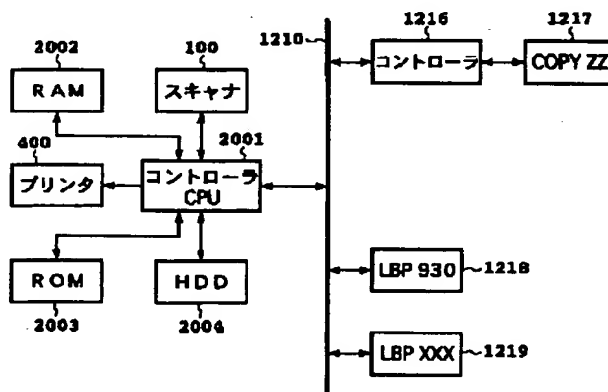 2002
100
1210
1216
1217
RAM
スキャナ
コントローラ
COPY ZZ
400
2001
プリンタ
コントローラ
CPU
ROM
HDD
LBP 930
1218
2003
2004
LBP XXX
1219